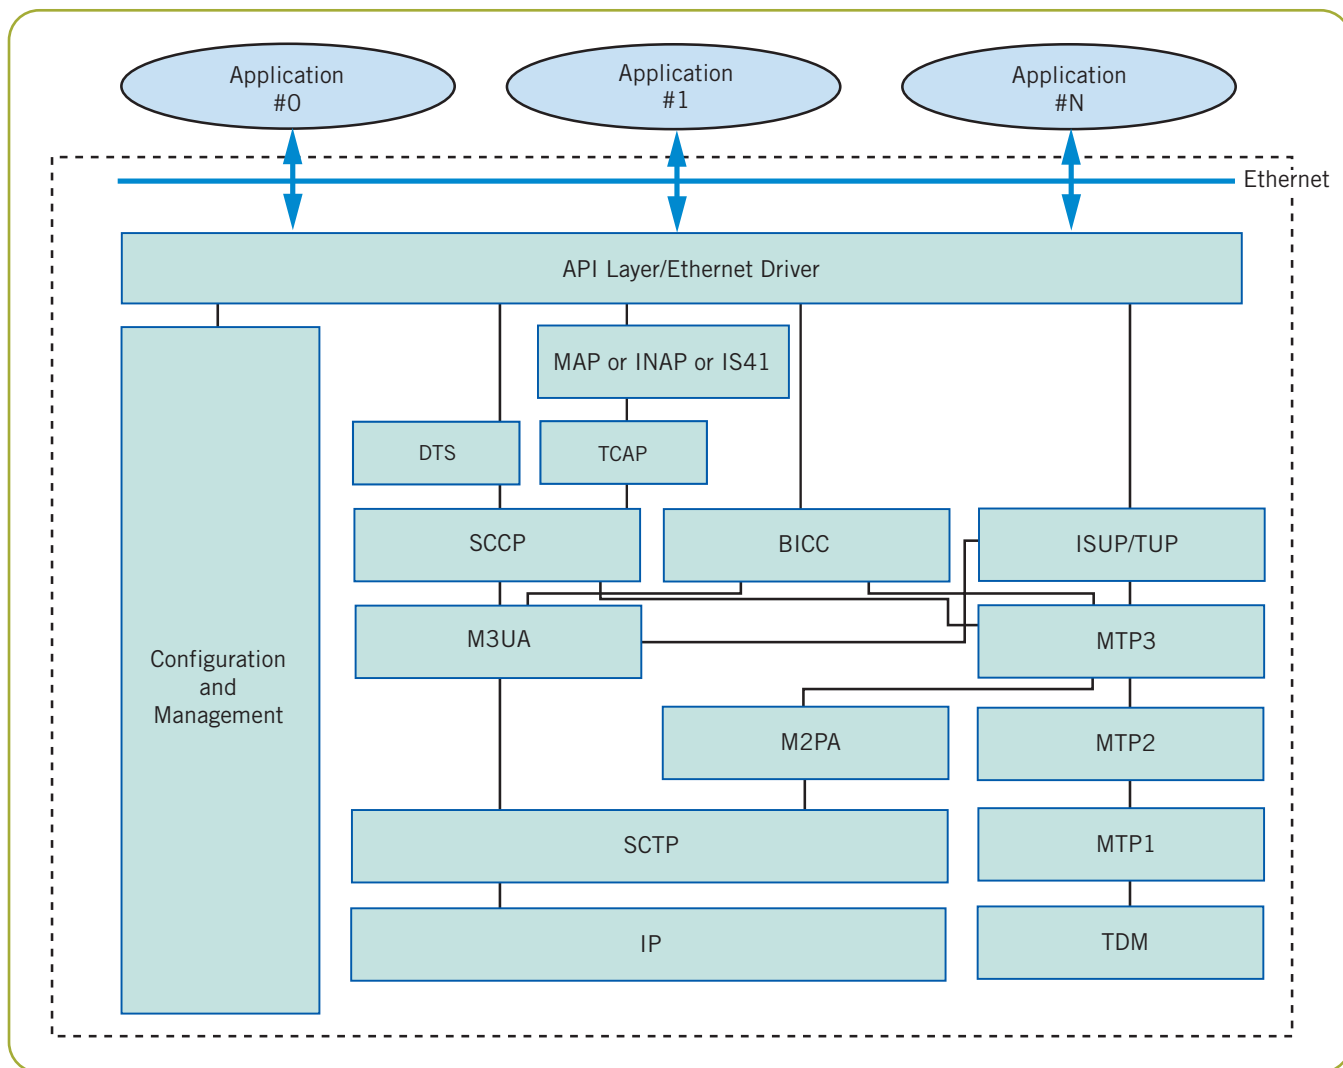 Application
#0
Application
#1
Application
#N
Ethernet
API Layer/Ethernet Driver
MAP or INAP or IS41
DTS
TCAP
SCCP
BICC
ISUP/TUP
M3UA
MTP3
Configuration
and
Management
M2PA
MTP2
SCTP
MTP1
IP
TDM